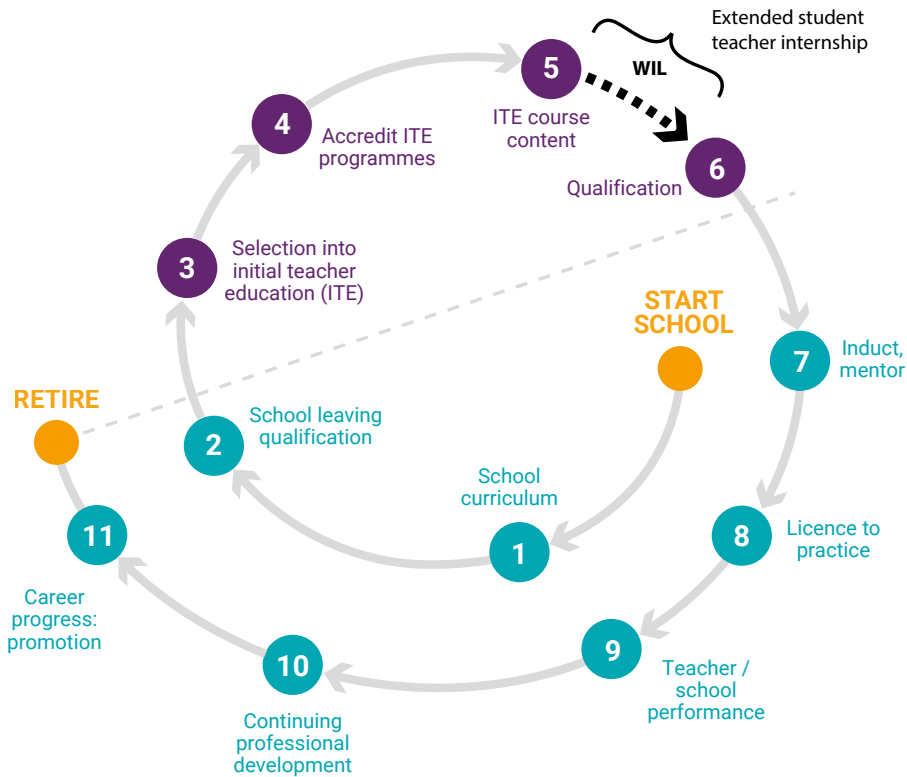 Extended student
teacher internship
WIL
5
ITE course
content
4
Accredit ITE
programmes
6
Qualification
3
Selection into
initial teacher
education (ITE)
START
SCHOOL
7
Induct,
mentor
RETIRE
2
School leaving
qualification
School
curriculum
1
8
Licence to
practice
11
Career
progress:
promotion
9
Teacher /
school
performance
10
Continuing
professional
development